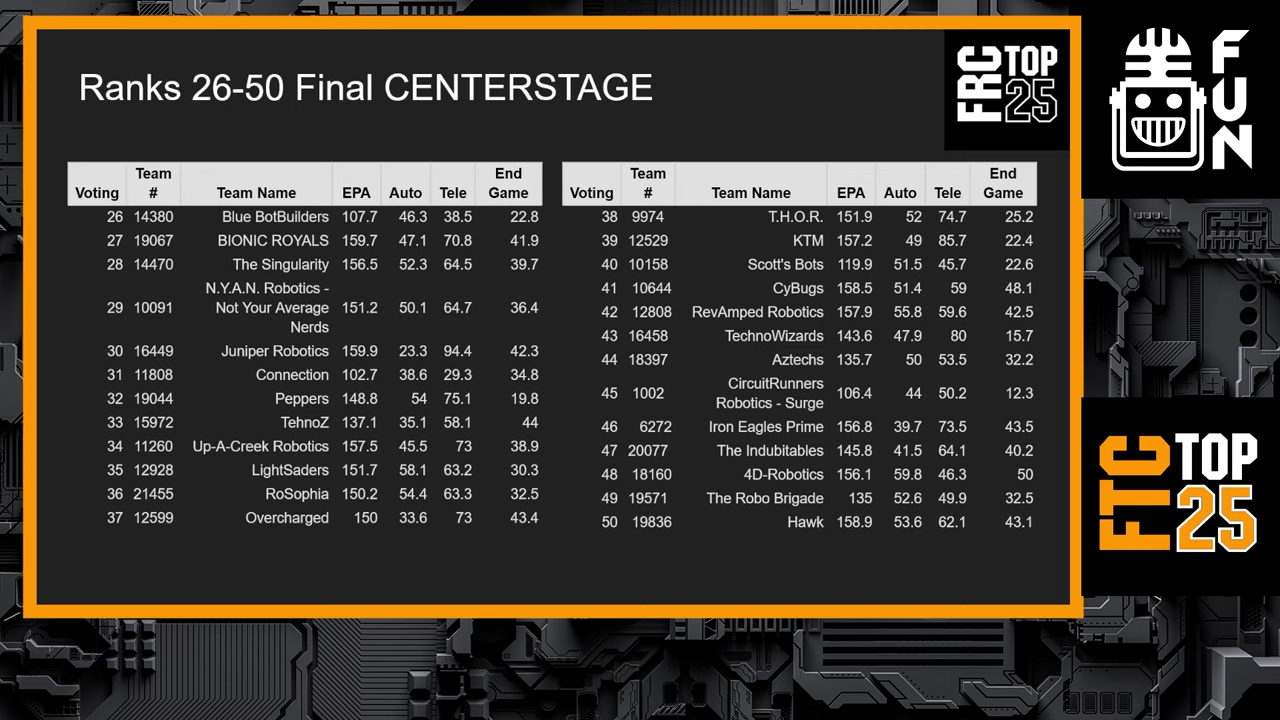 Ranks 26-50 Final CENTERSTAGE
FRC TOP 25
FUN
Voting Team # Team Name EPA Auto Tele End Game
26 14380 Blue BotBuilders 107.7 46.3 38.5 22.8
27 19067 BIONIC ROYALS 159.7 47.1 70.8 41.9
28 14470 The Singularity 156.5 52.3 64.5 39.7
N.Y.A.N. Robotics -
29 10091 Not Your Average 151.2 50.1 64.7 36.4
Nerds
30 16449 Juniper Robotics 159.9 23.3 94.4 42.3
31 11808 Connection 102.7 38.6 29.3 34.8
32 19044 Peppers 148.8 54 75.1 19.8
33 15972 TehnoZ 137.1 35.1 58.1 44
34 11260 Up-A-Creek Robotics 157.5 45.5 73 38.9
35 12928 LightSaders 151.7 58.1 63.2 30.3
36 21455 RoSophia 150.2 54.4 63.3 32.5
37 12599 Overcharged 150 33.6 73 43.4
Voting Team # Team Name EPA Auto Tele End Game
38 9974 T.H.O.R. 151.9 52 74.7 25.2
39 12529 KTM 157.2 49 85.7 22.4
40 10158 Scott's Bots 119.9 51.5 45.7 22.6
41 10644 CyBugs 158.5 51.4 59 48.1
42 12808 RevAmped Robotics 157.9 55.8 59.6 42.5
43 16458 TechnoWizards 143.6 47.9 80 15.7
44 18397 Aztechs 135.7 50 53.5 32.2
CircuitRunners
45 1002 Robotics - Surge 106.4 44 50.2 12.3
46 6272 Iron Eagles Prime 156.8 39.7 73.5 43.5
47 20077 The Indubitables 145.8 41.5 64.1 40.2
48 18160 4D-Robotics 156.1 59.8 46.3 50
49 19571 The Robo Brigade 135 52.6 49.9 32.5
50 19836 Hawk 158.9 53.6 62.1 43.1
FTC TOP 25